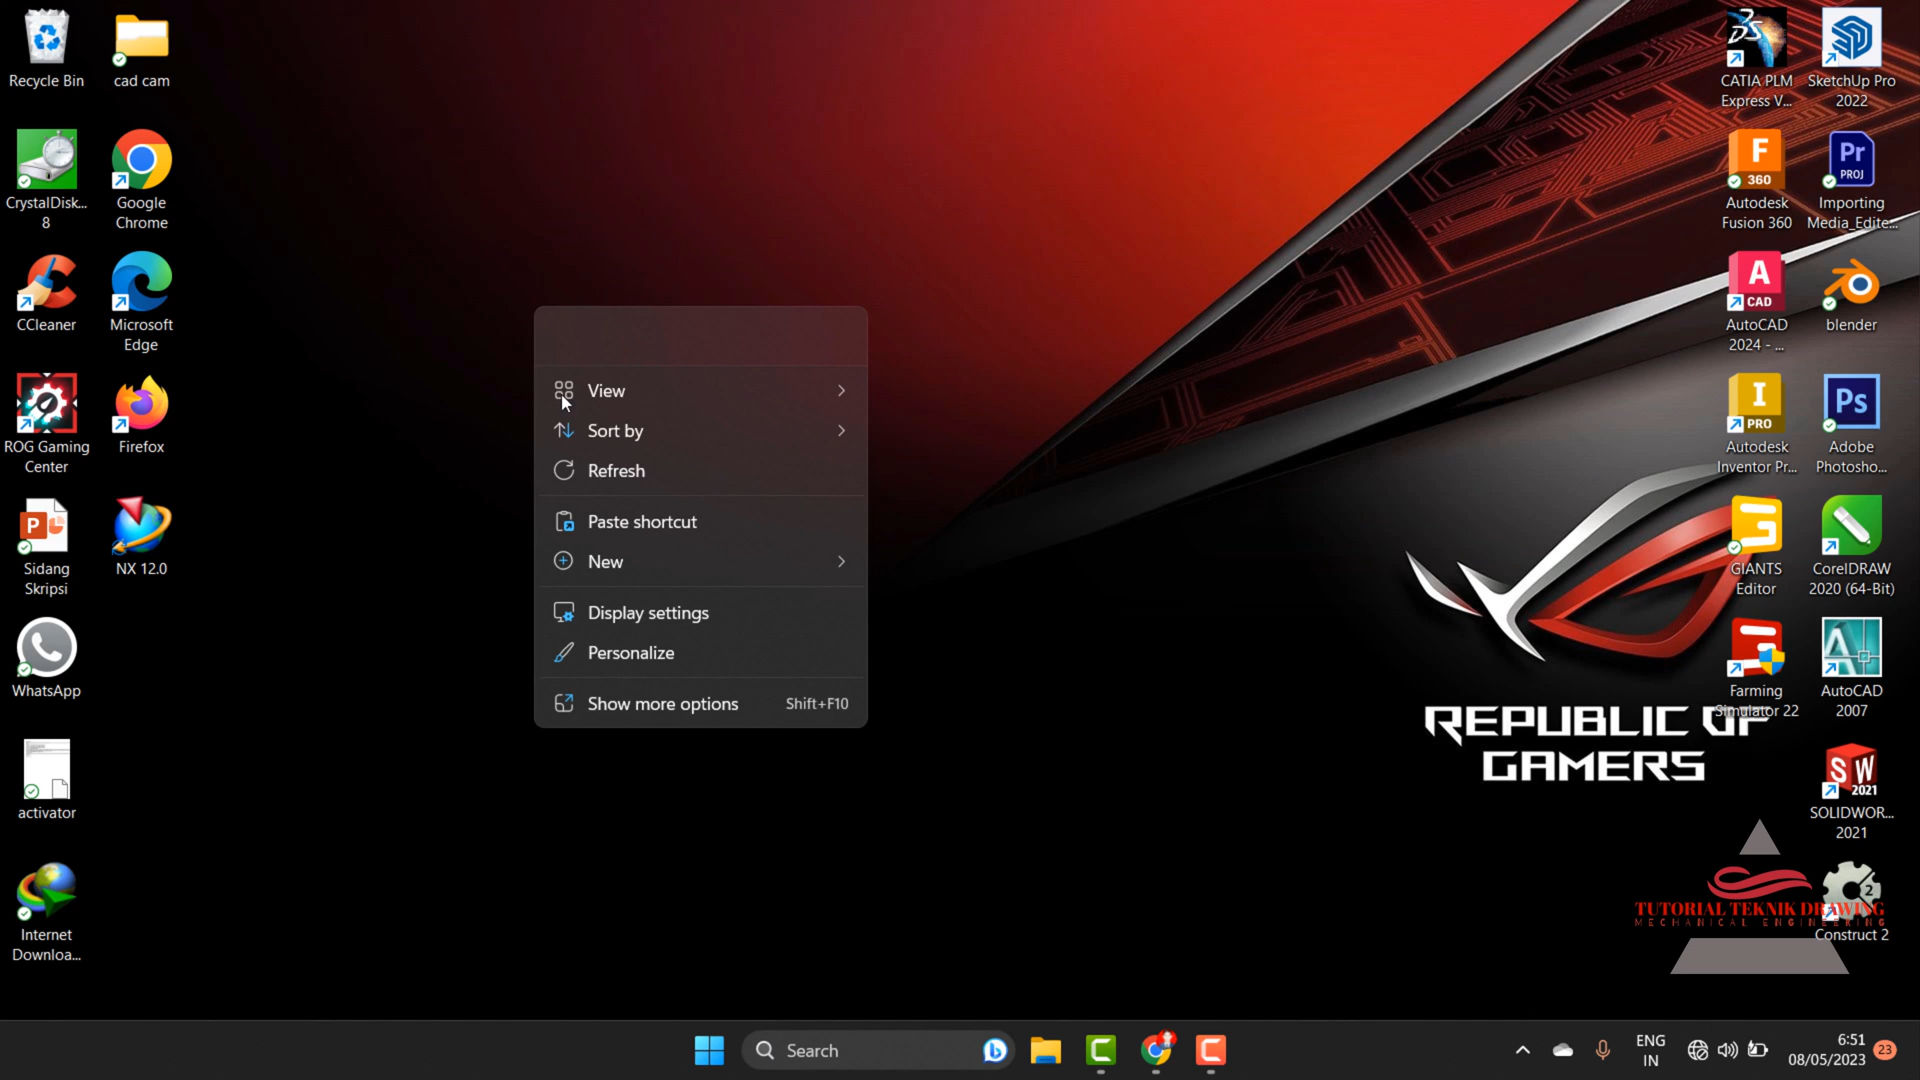 Recycle Bin
cad cam
CrystalDisk...
8
Google
Chrome
CCleaner
Microsoft
Edge
ROG Gaming
Center
Firefox
P
Sidang
Skripsi
NX 12.0
WhatsApp
activator
Internet
Downloa...
View
Sort by
Refresh
Paste shortcut
New
Display settings
Personalize
Show more options
Shift+F10
CATIA PLM
Express V...
SketchUp Pro
2022
F
360
Autodesk
Fusion 360
Pr
PROJ
Importing
Media_Edite...
A
CAD
AutoCAD
2024 - ...
blender
I
PRO
Autodesk
Inventor Pr...
Ps
Adobe
Photosho...
GIANTS
Editor
CorelDRAW
2020 (64-Bit)
Farming
Simulator 22
AutoCAD
2007
REPUBLIC OF
GAMERS
SW
2021
SOLIDWOR...
2021
TUTORIAL TEKNIK DRAWING
MECHANICAL ENGINEERING
2
Construct 2
Search
ENG
IN
6:51
08/05/2023
23